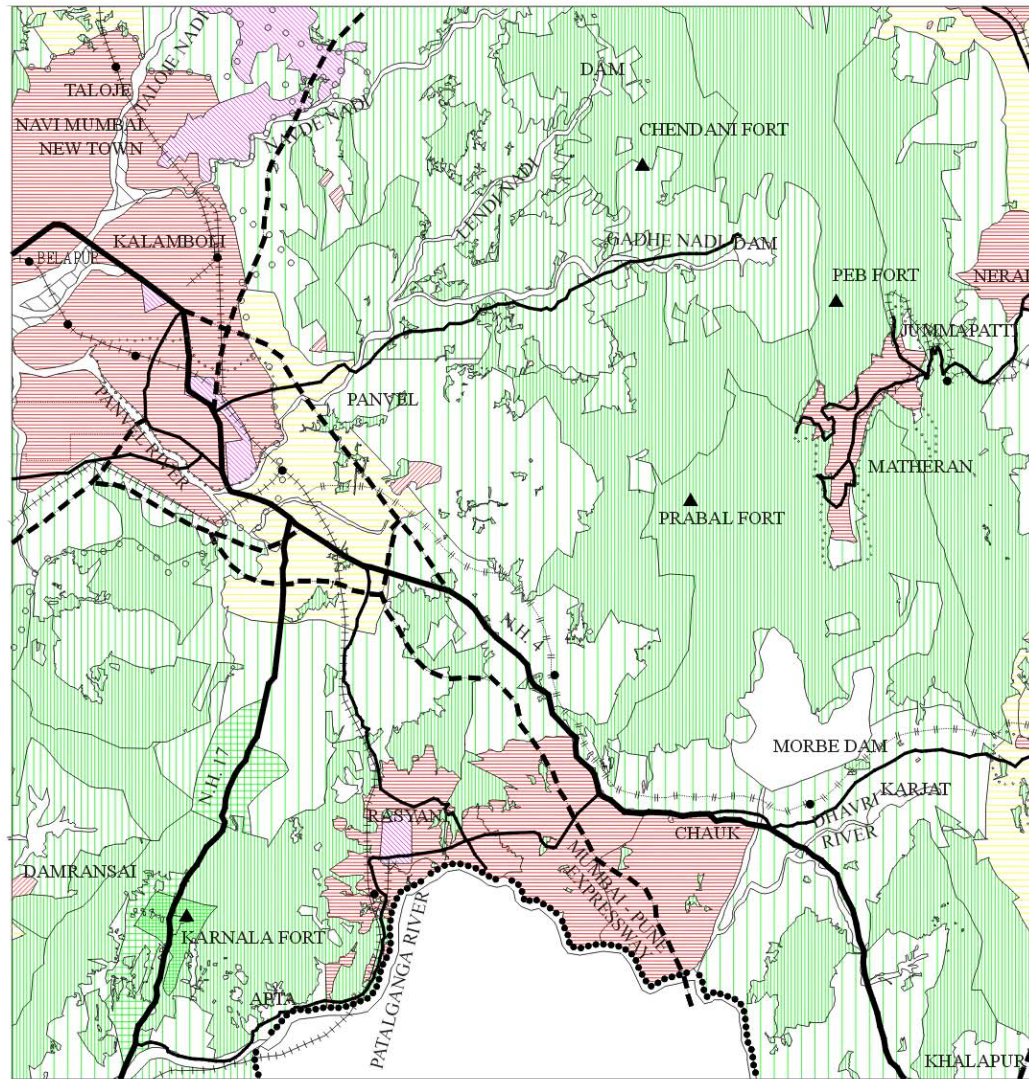 TALOJE NADI
TALOJE
NAVI MUMBAI
NEW TOWN
DAM
CHENDANI FORT
LENDI NADI
KALAMBOLI
BELAPUR
GADHE NADI
DAM
PEB FORT
JUMMAPATTI
PANVEL
PANVEL RIVER
MATHERAN
PRABAL FORT
N.H. 4
N.H. 17
MORBE DAM
KARJAT
DHAVRI
RIVER
RASYANI
CHAUK
MUMBAI - PUNE
EXPRESSWAY
DAMRANSAI
KARNALA FORT
APTA
PATALGANGA RIVER
KHALAPUR